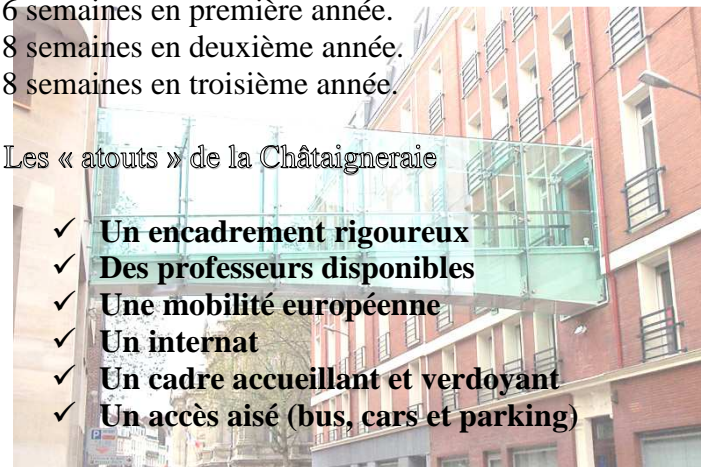 6 semaines en première année.
8 semaines en deuxième année.
8 semaines en troisième année.
Les « atouts » de la Châtaigneraie
✓ Un encadrement rigoureux
✓ Des professeurs disponibles
✓ Une mobilité européenne
✓ Un internat
✓ Un cadre accueillant et verdoyant
✓ Un accès aisé (bus, cars et parking)